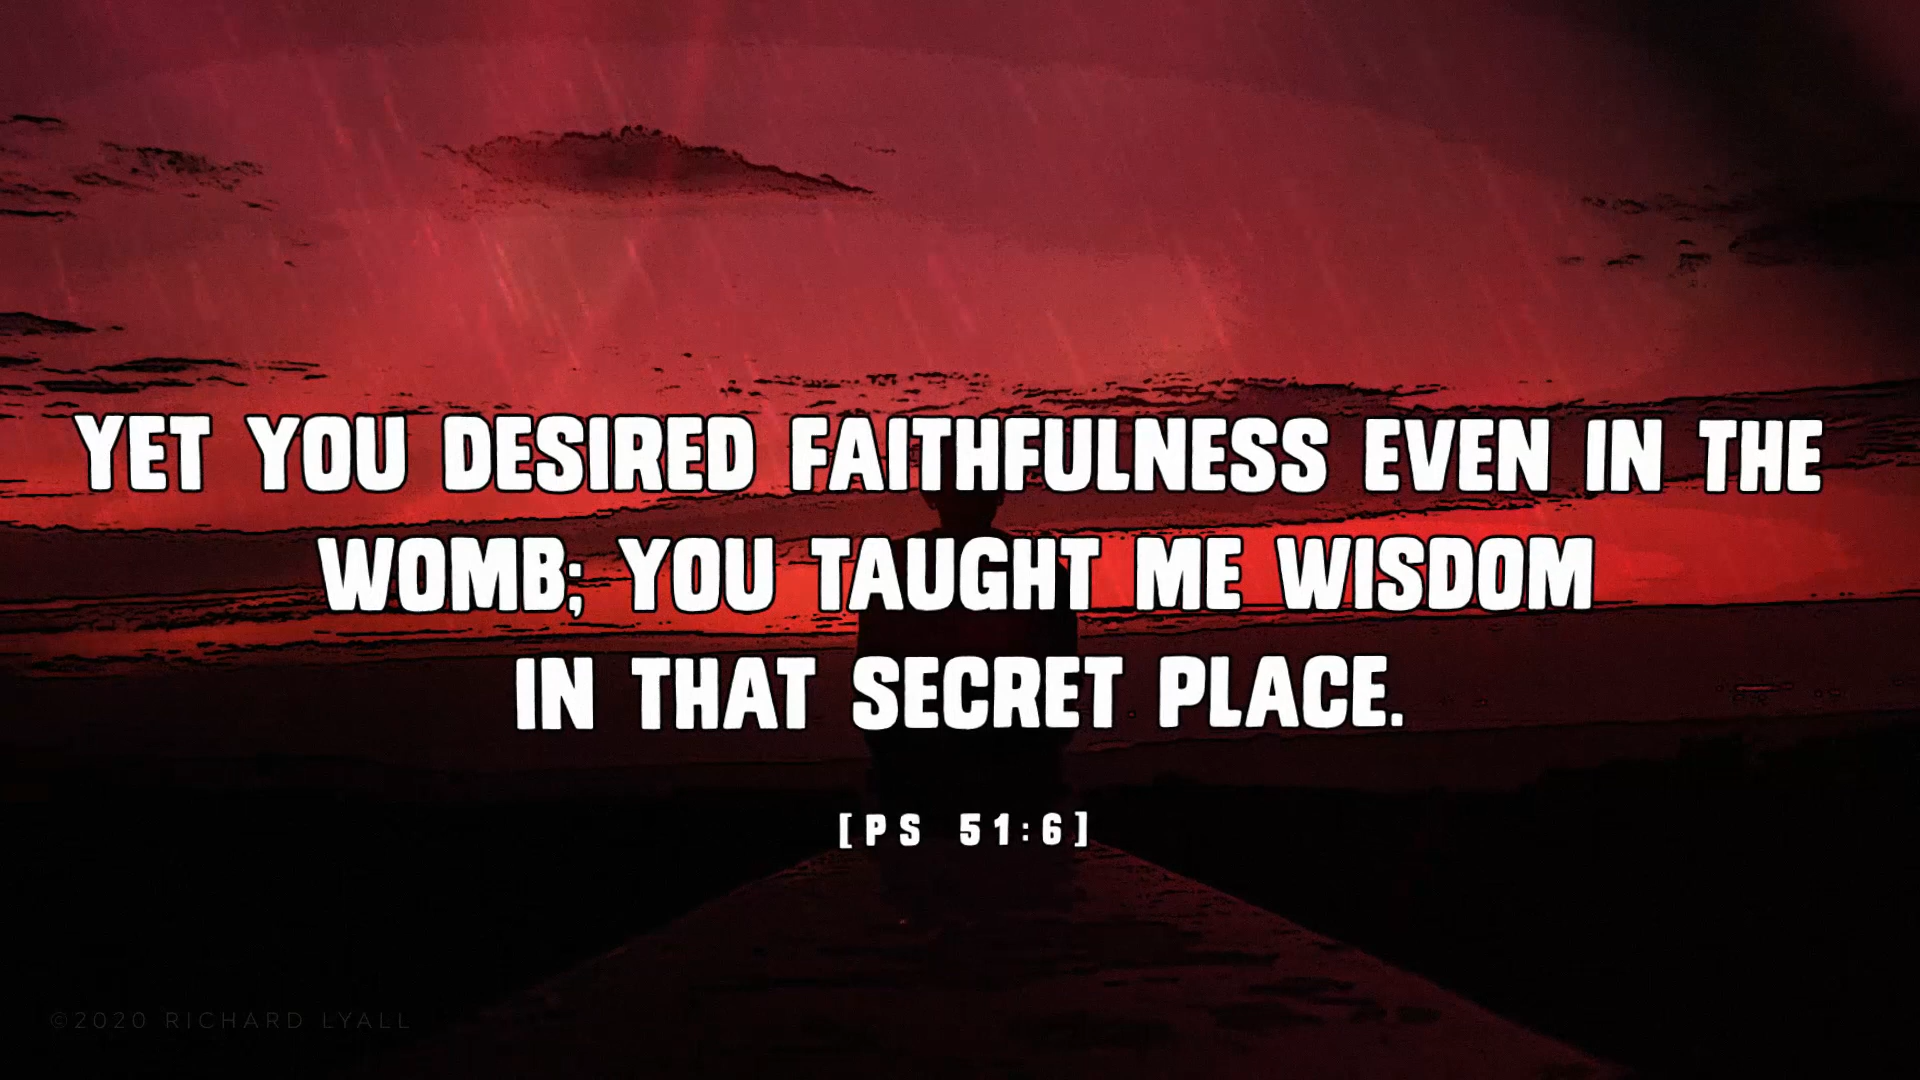 YET YOU DESIRED FAITHFULNESS EVEN IN THE
WOMB; YOU TAUGHT ME WISDOM
IN THAT SECRET PLACE.
[PS 51:6]
©2020 RICHARD LYALL